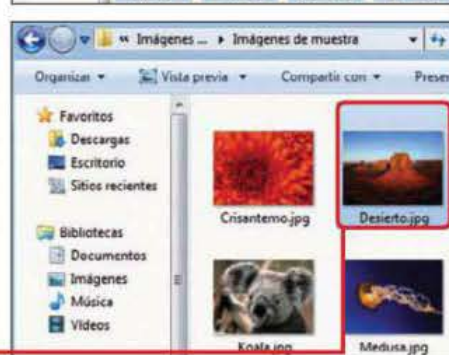 « Imágenes ... ▸ Imágenes de muestra
Organizar Vista previa Compartir con Presen
Favoritos
Descargas
Escritorio
Sitios recientes
Bibliotecas
Documentos
Imágenes
Música
Vídeos
Crisantemo.jpg Desierto.jpg
Koala.jpg Medusa.jpg